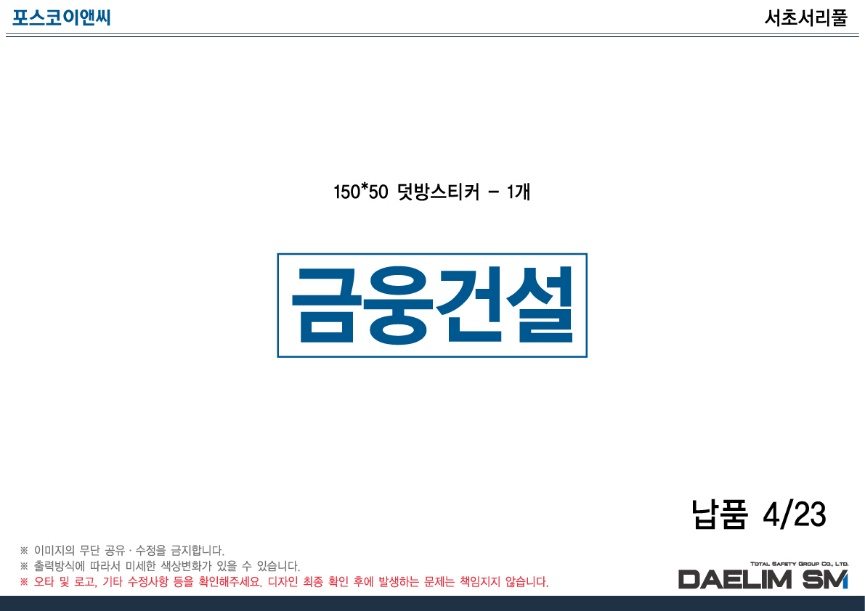 포스코이앤씨
서초서리풀
150*50 덧방스티커 - 1개
금웅건설
납품 4/23
※ 이미지의 무단 공유 · 수정을 금지합니다.
※ 출력방식에 따라서 미세한 색상변화가 있을 수 있습니다.
※ 오타 및 로고, 기타 수정사항 등을 확인해주세요. 디자인 최종 확인 후에 발생하는 문제는 책임지지 않습니다.
TOTAL SAFETY GROUP CO., LTD.
DAELIM SM